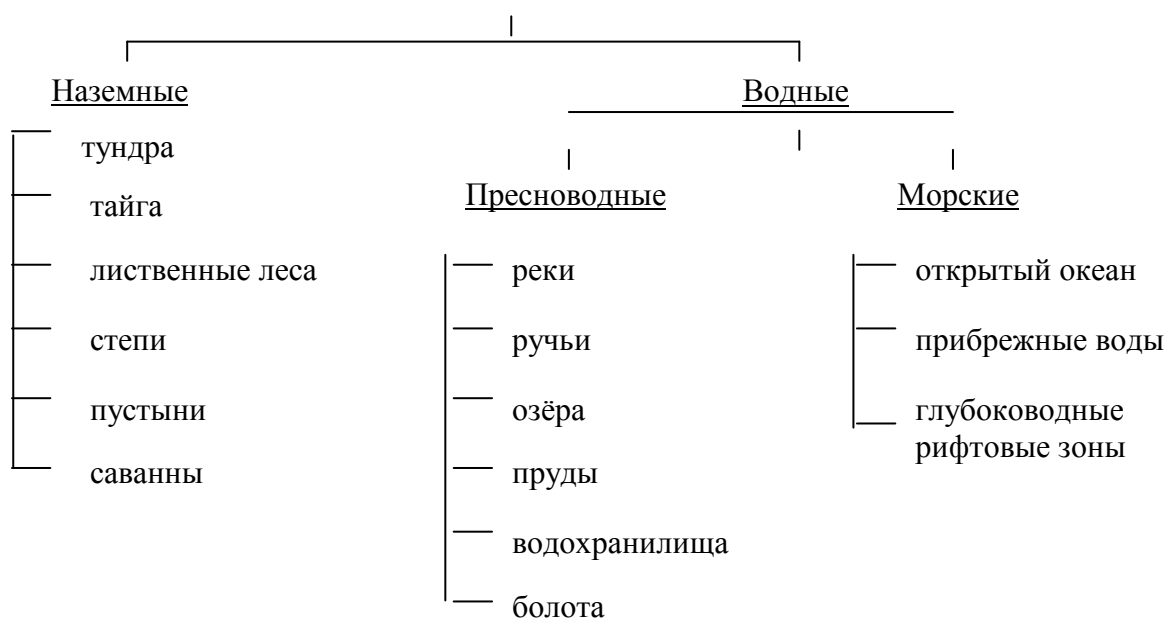 Наземные
тундра
тайга
лиственные леса
степи
пустыни
саванны
Водные
Пресноводные
реки
ручьи
озёра
пруды
водохранилища
болота
Морские
открытый океан
прибрежные воды
глубоководные
рифтовые зоны